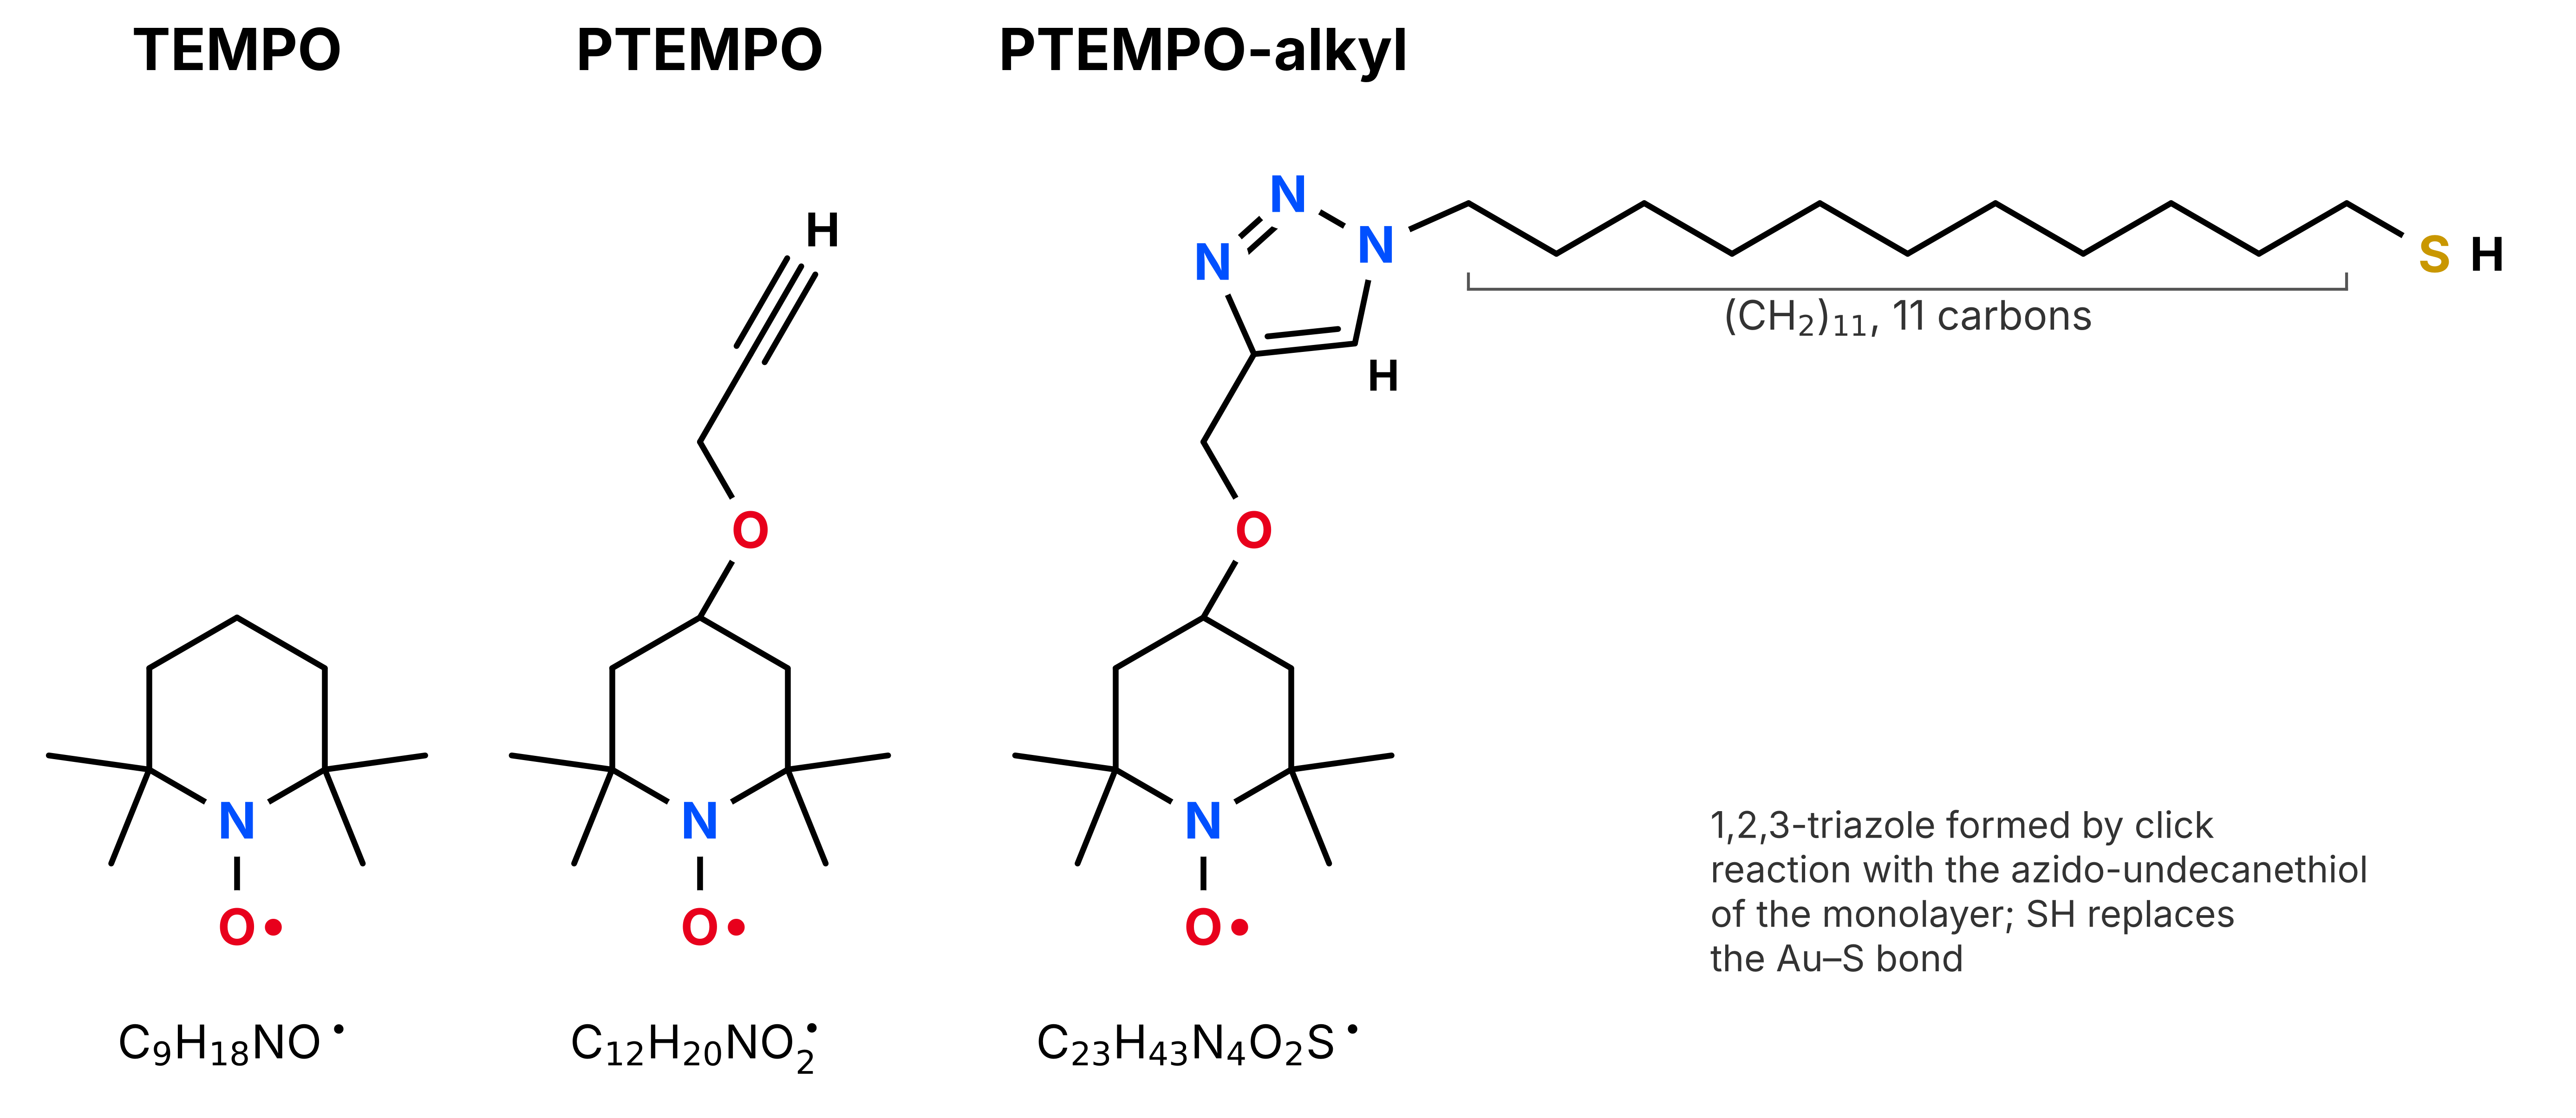 TEMPO
PTEMPO
PTEMPO-alkyl
H
N
N
N
H
S H
(CH₂)₁₁, 11 carbons
O
O
N
O•
N
O•
N
O•
1,2,3-triazole formed by click
reaction with the azido-undecanethiol
of the monolayer; SH replaces
the Au–S bond
C₉H₁₈NO•
C₁₂H₂₀NO₂•
C₂₃H₄₃N₄O₂S•